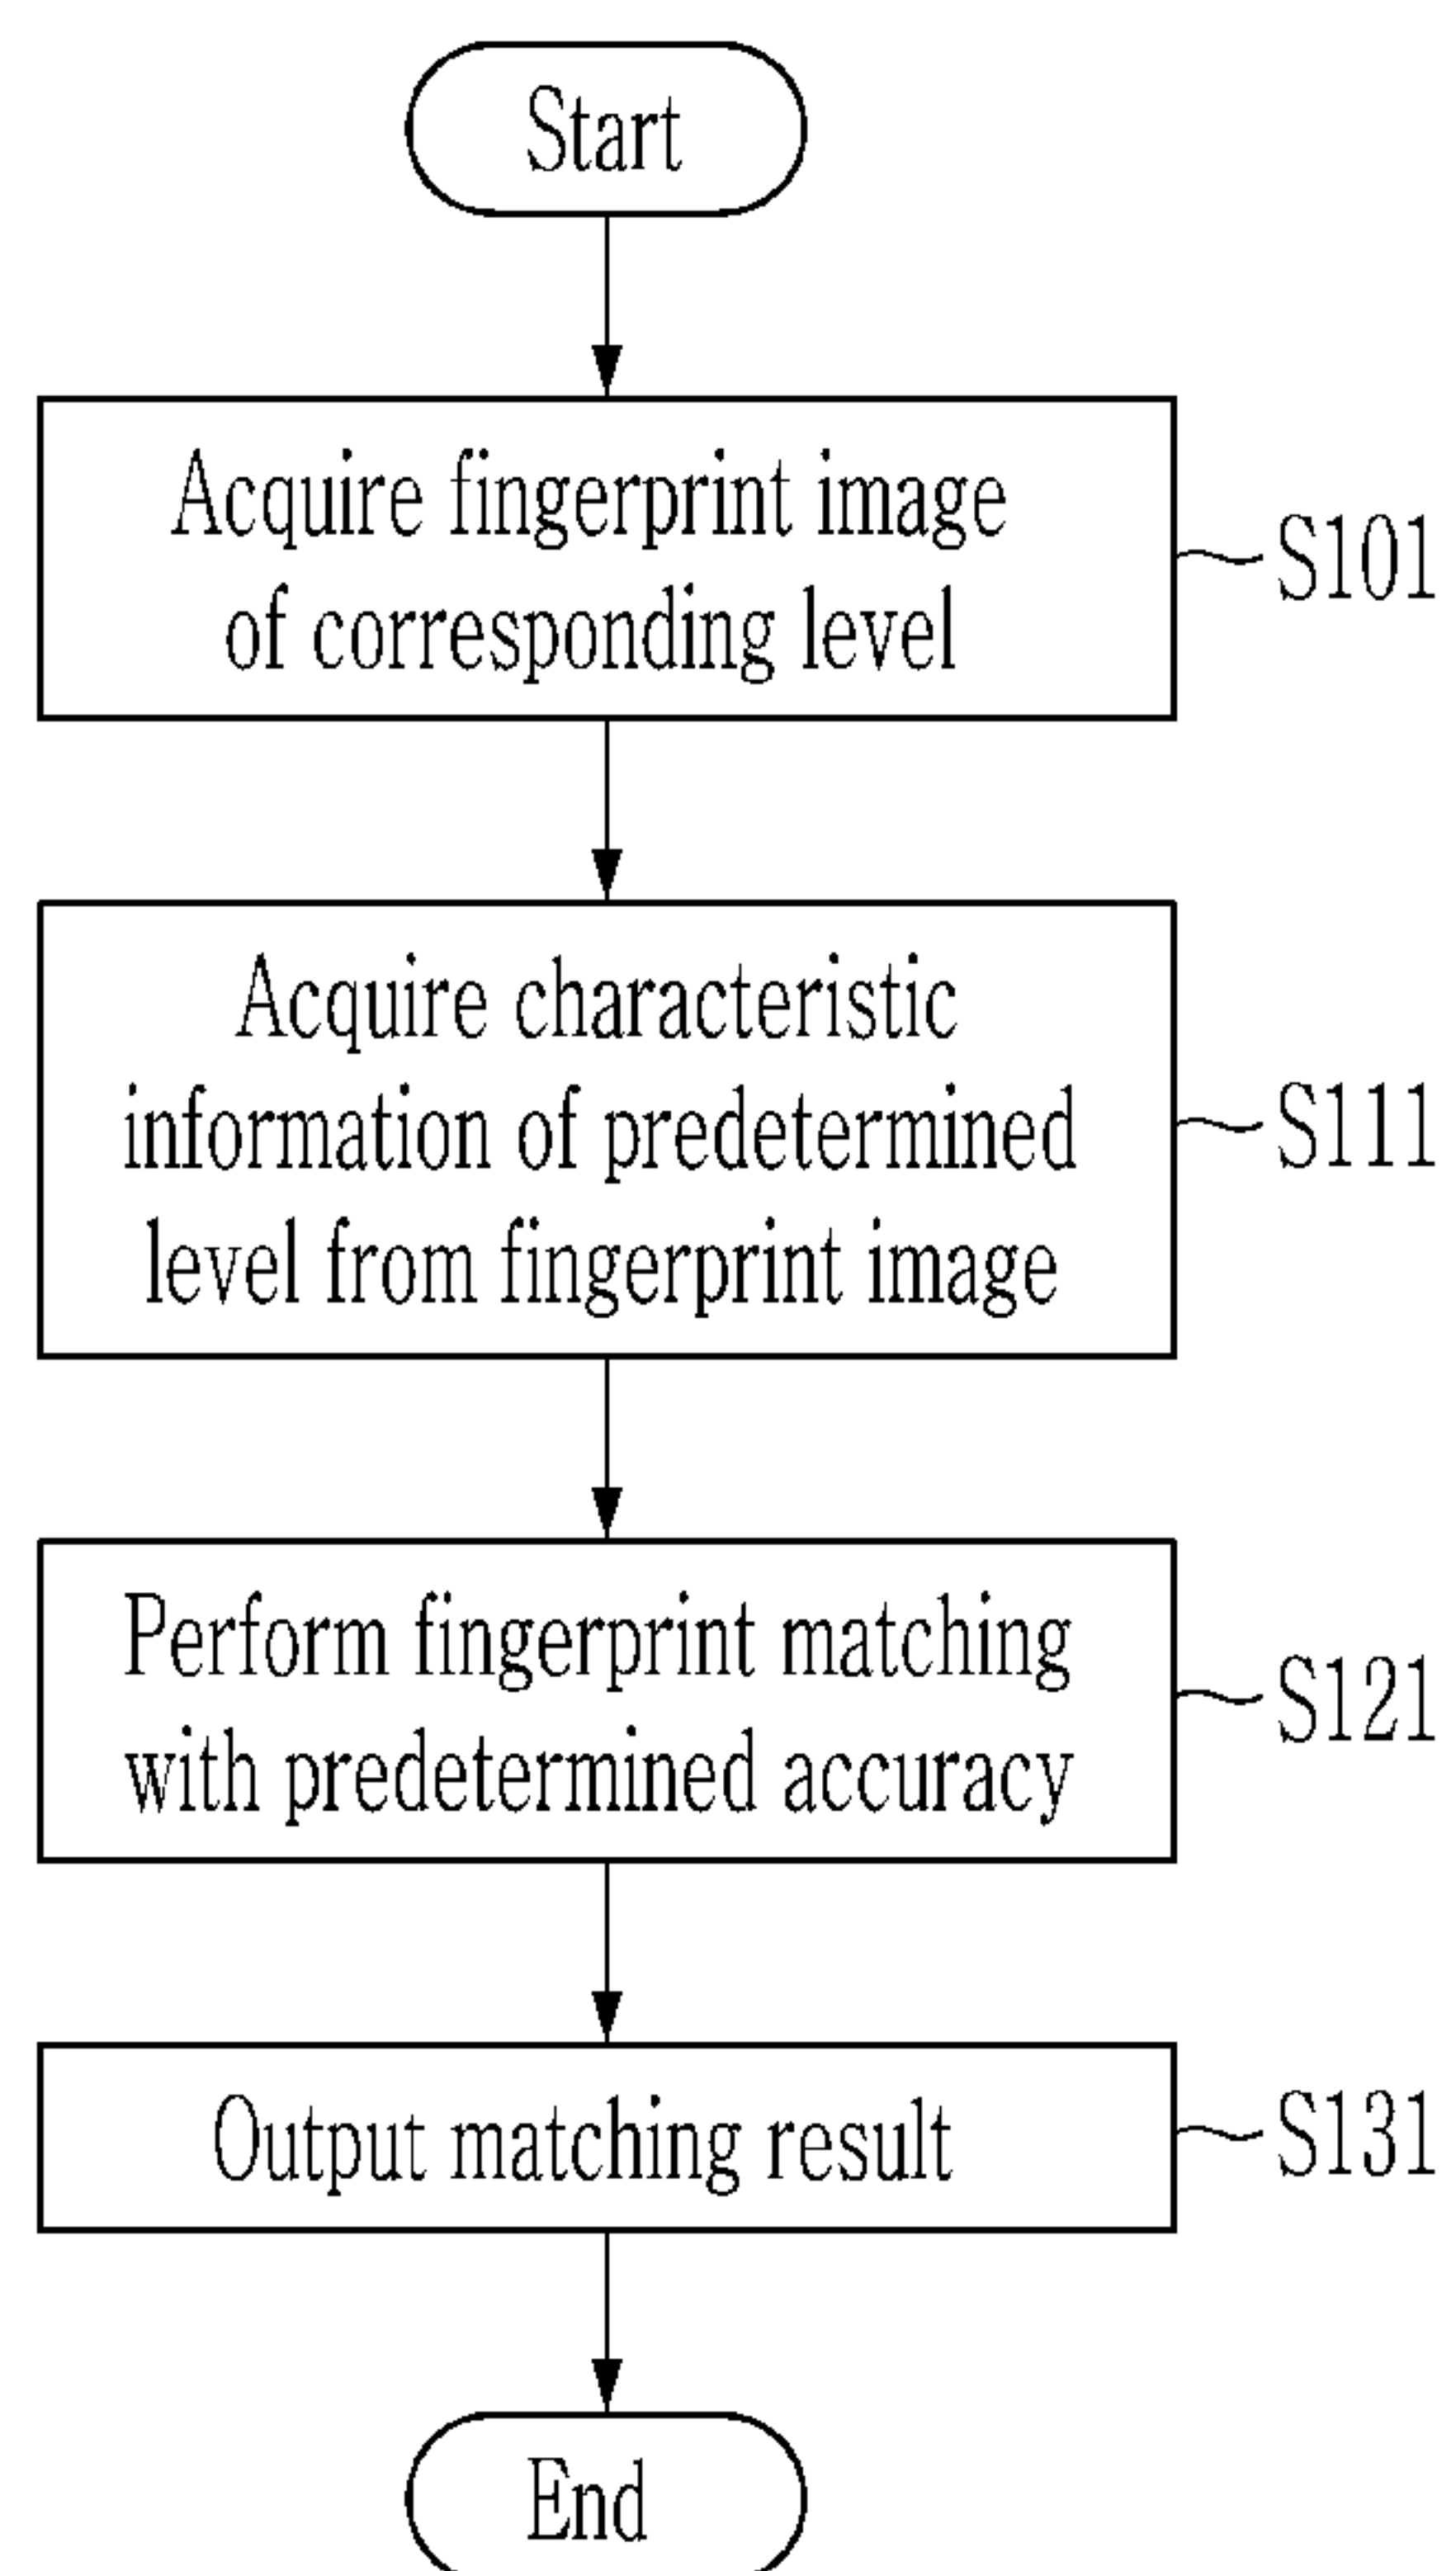 Start
Acquire fingerprint image
of corresponding level
S101
Acquire characteristic
information of predetermined
level from fingerprint image
S111
Perform fingerprint matching
with predetermined accuracy
S121
Output matching result
S131
End